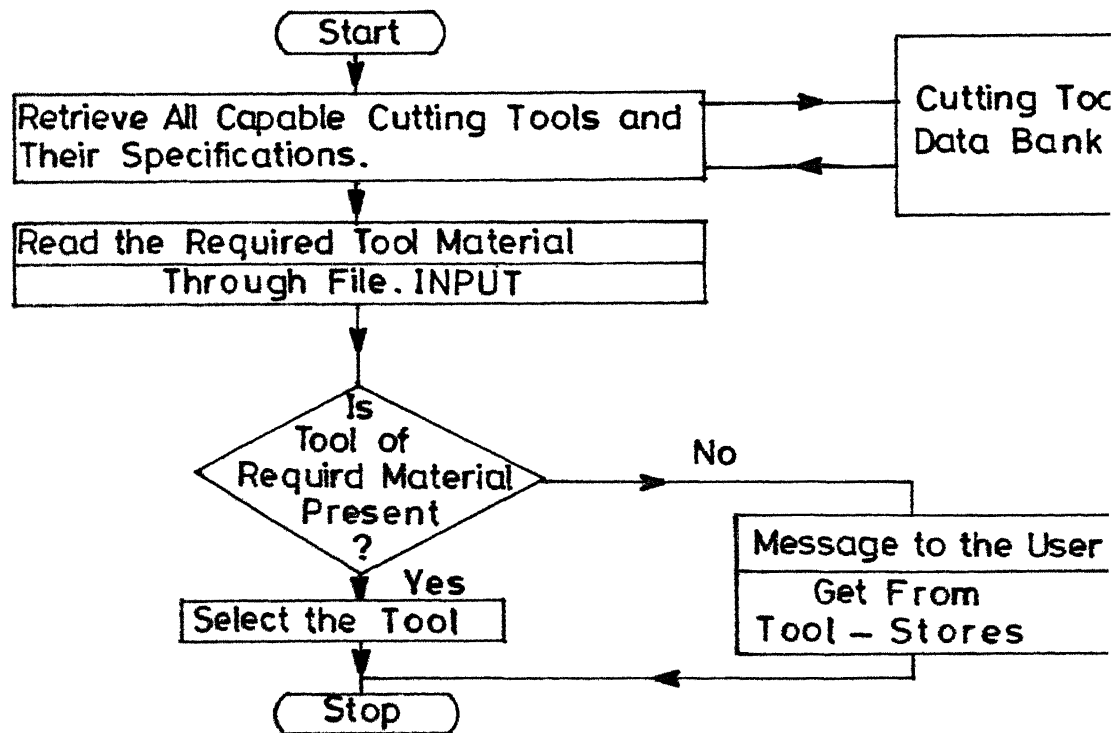 Start
Retrieve All Capable Cutting Tools and
Their Specifications.
Cutting Too
Data Bank
Read the Required Tool Material
Through File. INPUT
Is
Tool of
Requird Material
Present
?
No
Yes
Message to the User
Get From
Tool – Stores
Select the Tool
Stop